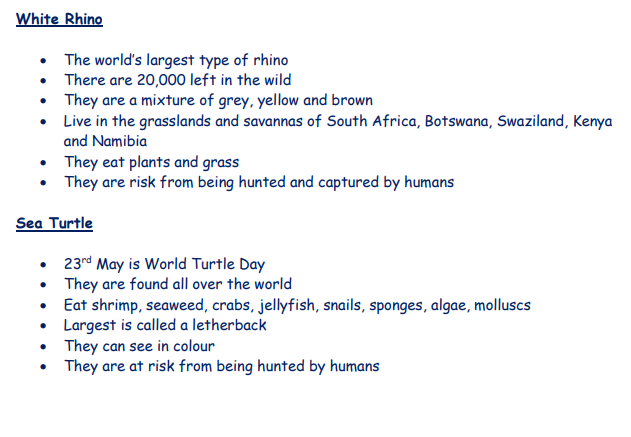 White Rhino
• The world's largest type of rhino
• There are 20,000 left in the wild
• They are a mixture of grey, yellow and brown
• Live in the grasslands and savannas of South Africa, Botswana, Swaziland, Kenya
and Namibia
• They eat plants and grass
• They are risk from being hunted and captured by humans
Sea Turtle
• 23rd May is World Turtle Day
• They are found all over the world
• Eat shrimp, seaweed, crabs, jellyfish, snails, sponges, algae, molluscs
• Largest is called a letherback
• They can see in colour
• They are at risk from being hunted by humans